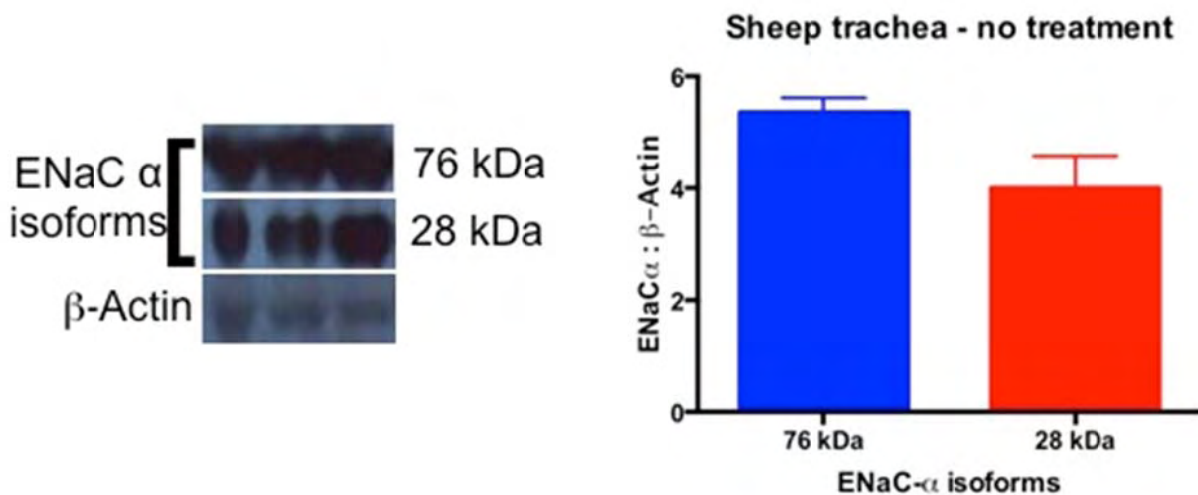 ENaC α
isoforms
76 kDa
28 kDa
β-Actin
Sheep trachea - no treatment
ENaCα : β-Actin
6
4
2
0
76 kDa
28 kDa
ENaC-α isoforms